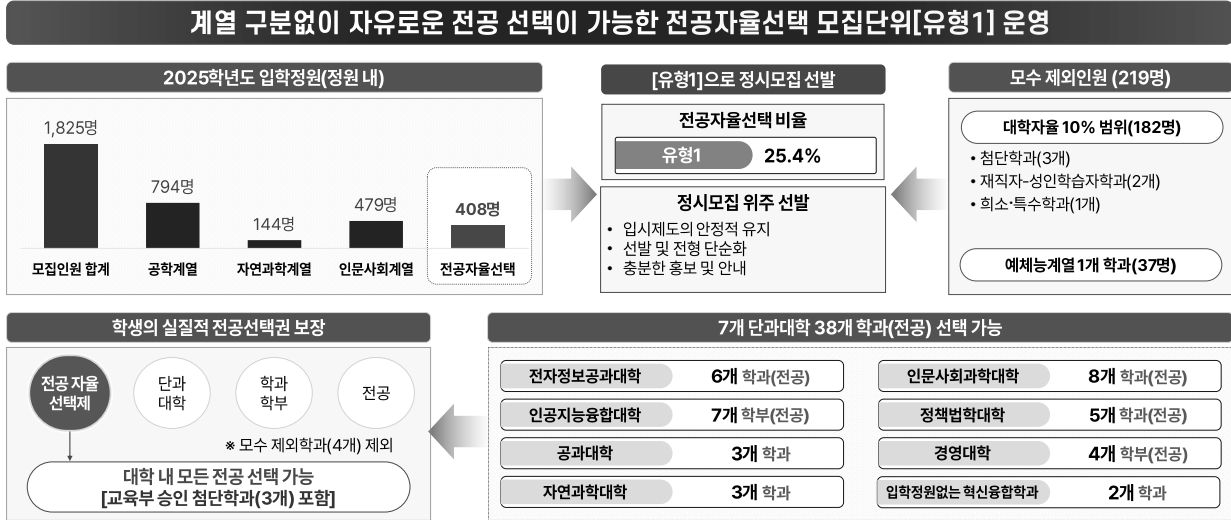 계열 구분없이 자유로운 전공 선택이 가능한 전공자율선택 모집단위[유형1] 운영
2025학년도 입학정원(정원 내)
1,825명
794명
144명
479명
408명
모집인원 합계
공학계열
자연과학계열
인문사회계열
전공자율선택
[유형1]으로 정시모집 선발
전공자율선택 비율
유형1 25.4%
정시모집 위주 선발
• 입시제도의 안정적 유지
• 선발 및 전형 단순화
• 충분한 홍보 및 안내
모수 제외인원 (219명)
대학자율 10% 범위(182명)
• 첨단학과(3개)
• 재직자-성인학습자학과(2개)
• 희소·특수학과(1개)
예체능계열 1개 학과(37명)
학생의 실질적 전공선택권 보장
전공 자율
선택제
단과
대학
학과
학부
전공
※ 모수 제외학과(4개) 제외
대학 내 모든 전공 선택 가능
[교육부 승인 첨단학과(3개) 포함]
7개 단과대학 38개 학과(전공) 선택 가능
전자정보공과대학 6개 학과(전공)
인공지능융합대학 7개 학부(전공)
공과대학 3개 학과
자연과학대학 3개 학과
인문사회과학대학 8개 학과(전공)
정책법학대학 5개 학과(전공)
경영대학 4개 학부(전공)
입학정원없는 혁신융합학과 2개 학과